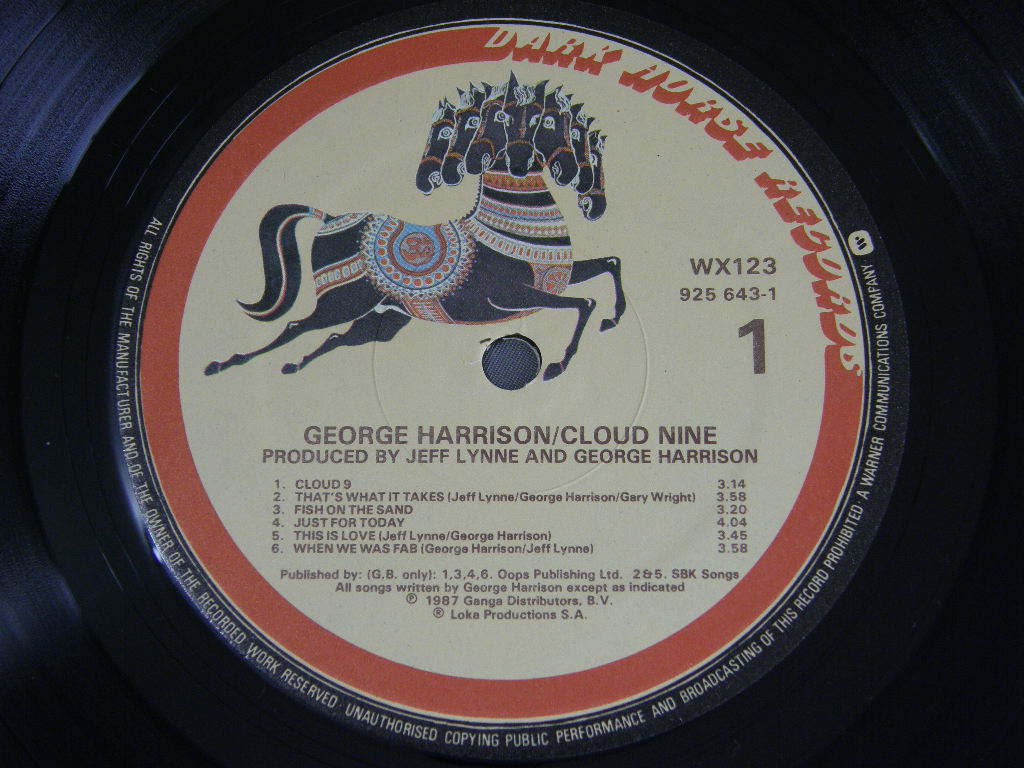 DARK HORSE RECORDS
WX123
925 643-1
1
GEORGE HARRISON/CLOUD NINE
PRODUCED BY JEFF LYNNE AND GEORGE HARRISON
1. CLOUD 9 3.14
2. THAT'S WHAT IT TAKES (Jeff Lynne/George Harrison/Gary Wright) 3.58
3. FISH ON THE SAND 3.20
4. JUST FOR TODAY 4.04
5. THIS IS LOVE (Jeff Lynne/George Harrison) 3.45
6. WHEN WE WAS FAB (George Harrison/Jeff Lynne) 3.58
Published by: (G.B. only): 1,3,4,6. Oops Publishing Ltd. 2&5. SBK Songs
All songs written by George Harrison except as indicated
℗ 1987 Ganga Distributors, B.V.
® Loka Productions S.A.
ALL RIGHTS OF THE MANUFACTURER AND OF THE OWNER OF THE RECORDED WORK RESERVED. UNAUTHORISED COPYING PUBLIC PERFORMANCE AND BROADCASTING OF THIS RECORD PROHIBITED. A WARNER COMMUNICATIONS COMPANY.